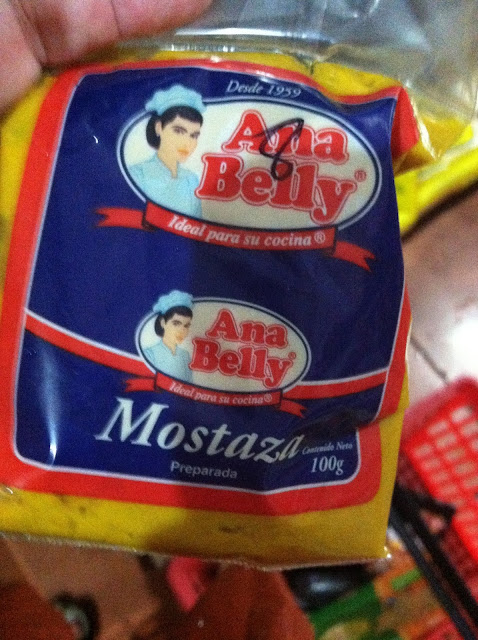 Desde 1959
Ana
8
Belly®
Ideal para su cocina®
Ana
Belly®
Ideal para su cocina®
Mostaza
Preparada
Contenido Neto
100g